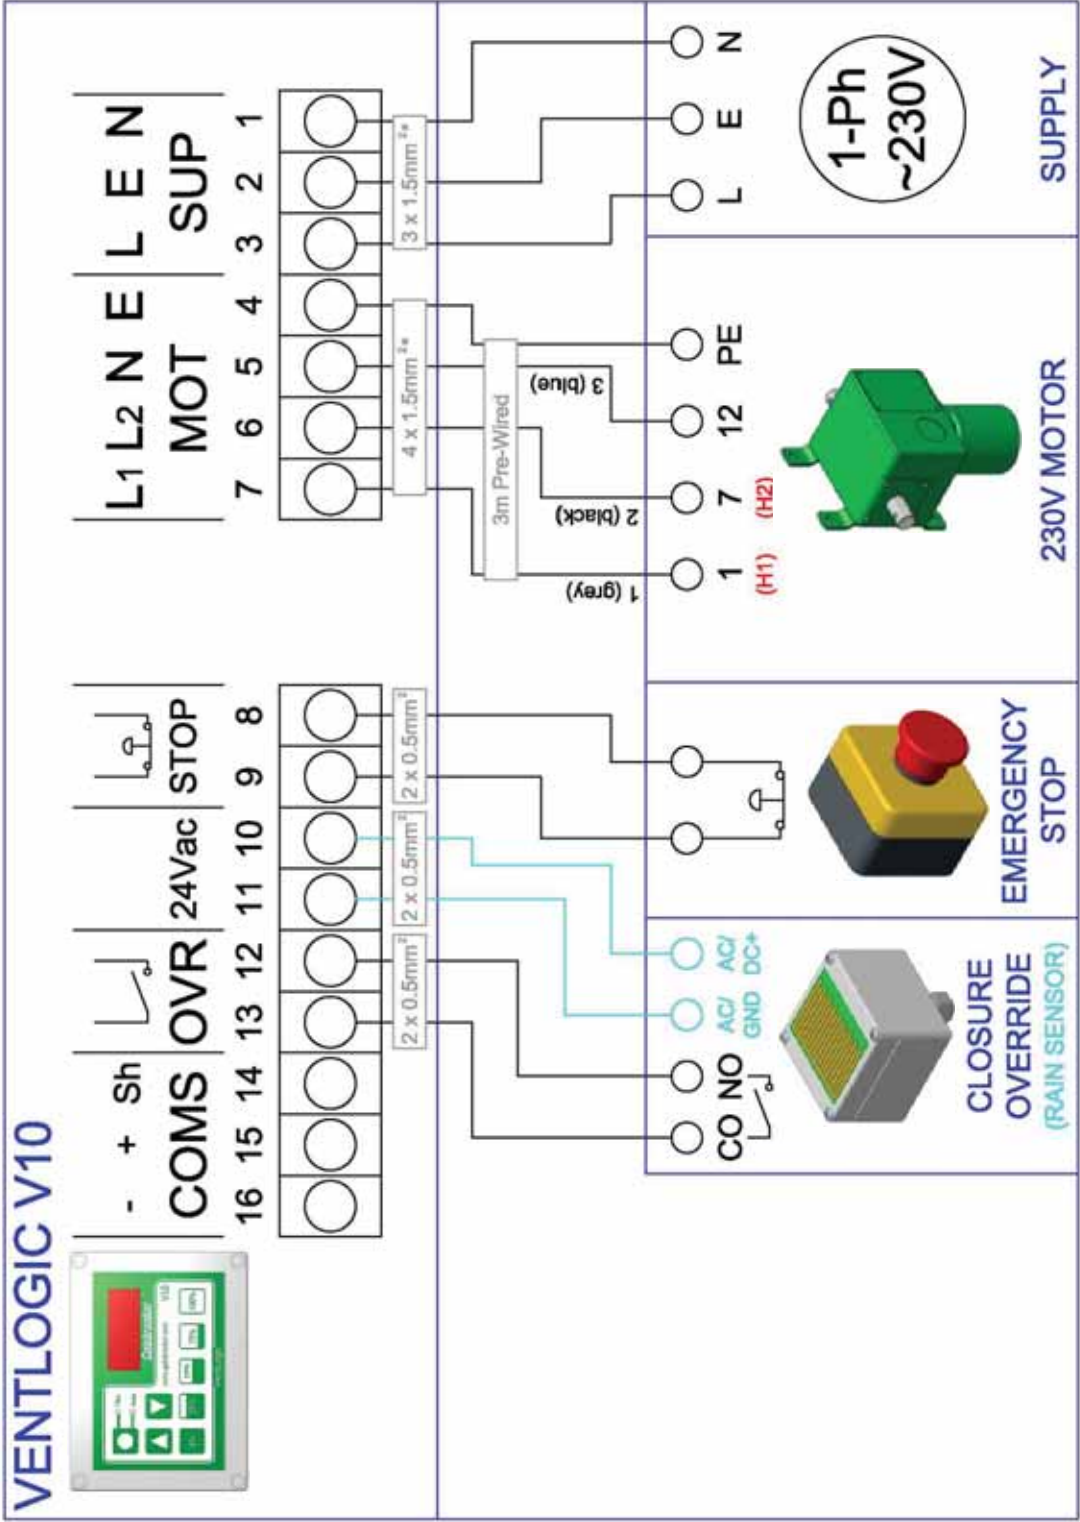 VENTLOGIC V10
- + Sh
COMS OVR 24Vac STOP
16 15 14 13 12 11 10 9 8
L1 L2 N E L E N
MOT SUP
7 6 5 4 3 2 1
2 x 0.5mm²
2 x 0.5mm²
2 x 0.5mm²
4 x 1.5mm²*
3 x 1.5mm²*
3m Pre-Wired
1 (grey)
2 (black)
3 (blue)
CO NO
AC/
GND
AC/
DC+
1
(H1)
7
(H2)
12
PE
L E N
1-Ph
~230V
CLOSURE
OVERRIDE
(RAIN SENSOR)
EMERGENCY
STOP
230V MOTOR
SUPPLY